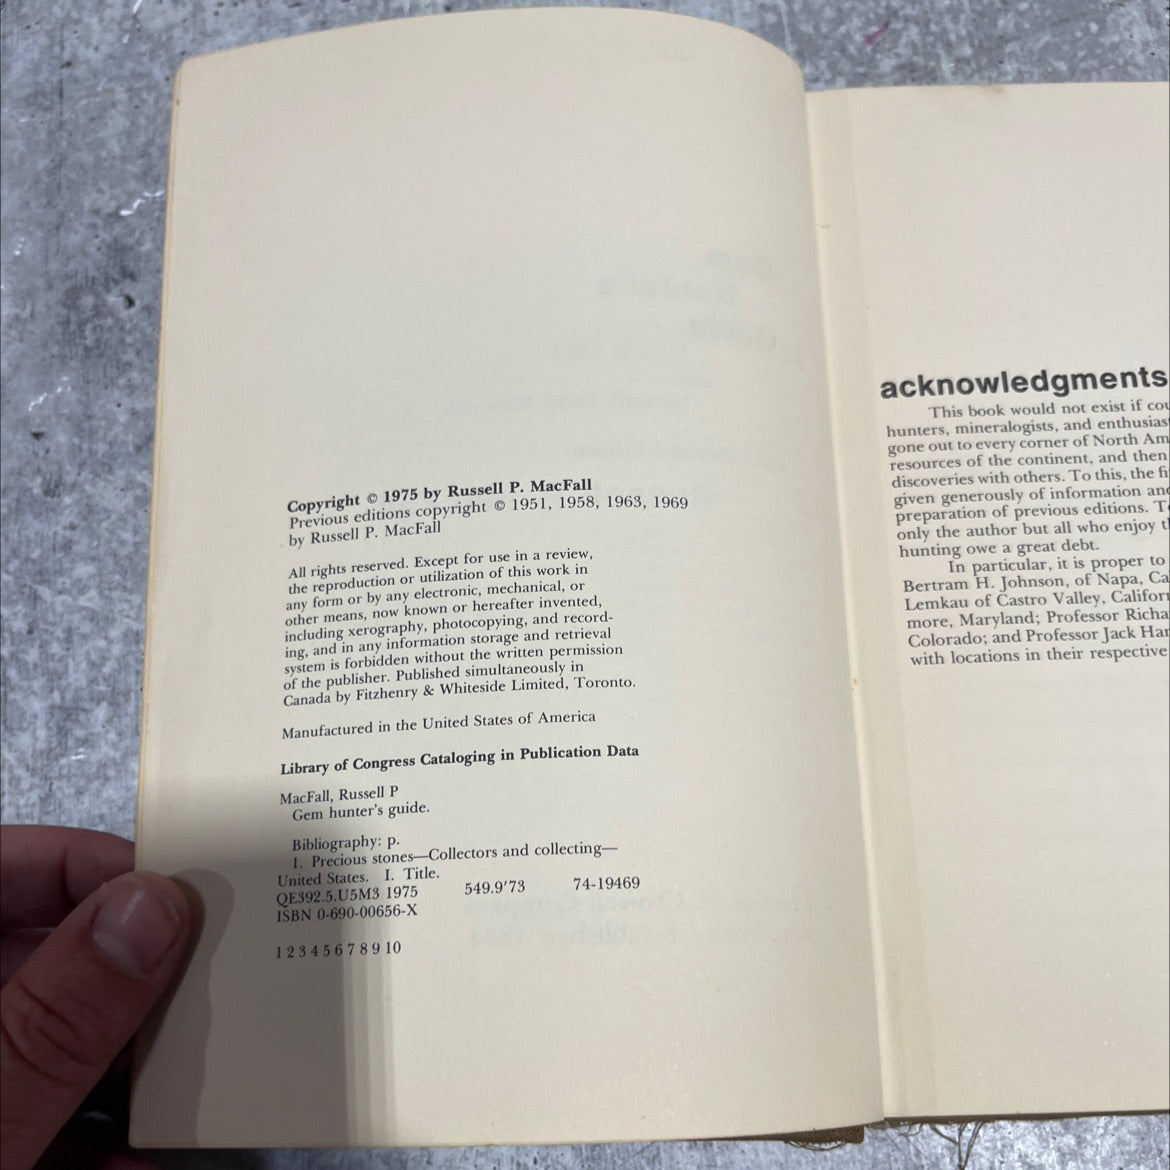 Copyright © 1975 by Russell P. MacFall
Previous editions copyright © 1951, 1958, 1963, 1969
by Russell P. MacFall
All rights reserved. Except for use in a review,
the reproduction or utilization of this work in
any form or by any electronic, mechanical, or
other means, now known or hereafter invented,
including xerography, photocopying, and record-
ing, and in any information storage and retrieval
system is forbidden without the written permission
of the publisher. Published simultaneously in
Canada by Fitzhenry & Whiteside Limited, Toronto.
Manufactured in the United States of America
Library of Congress Cataloging in Publication Data
MacFall, Russell P
Gem hunter's guide.
Bibliography: p.
1. Precious stones—Collectors and collecting—
United States. I. Title.
QE392.5.U5M3 1975 549.9'73 74-19469
ISBN 0-690-00656-X
1 2 3 4 5 6 7 8 9 10
acknowledgments
This book would not exist if cou
hunters, mineralogists, and enthusias
gone out to every corner of North Am
resources of the continent, and then
discoveries with others. To this, the fi
given generously of information and
preparation of previous editions. T
only the author but all who enjoy t
hunting owe a great debt.
In particular, it is proper to
Bertram H. Johnson, of Napa, Ca
Lemkau of Castro Valley, Califor
more, Maryland; Professor Richa
Colorado; and Professor Jack Har
with locations in their respective